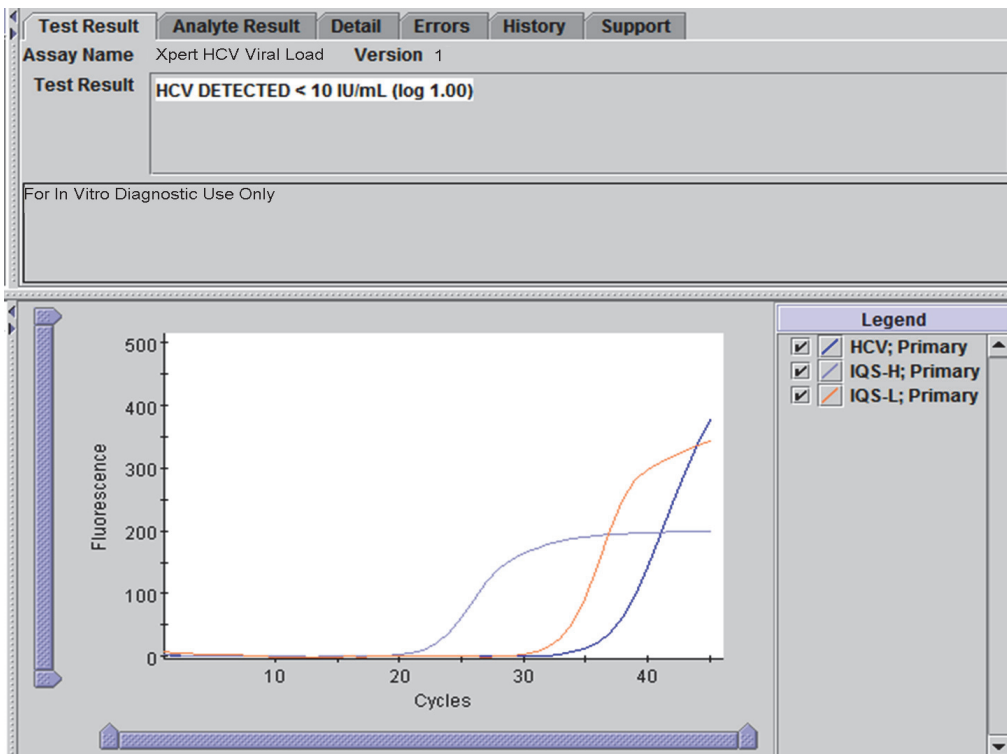 Test Result Analyte Result Detail Errors History Support
Assay Name Xpert HCV Viral Load Version 1
Test Result HCV DETECTED < 10 IU/mL (log 1.00)
For In Vitro Diagnostic Use Only
Legend
HCV; Primary
IQS-H; Primary
IQS-L; Primary
500
400
300
200
100
0
Fluorescence
10 20 30 40
Cycles